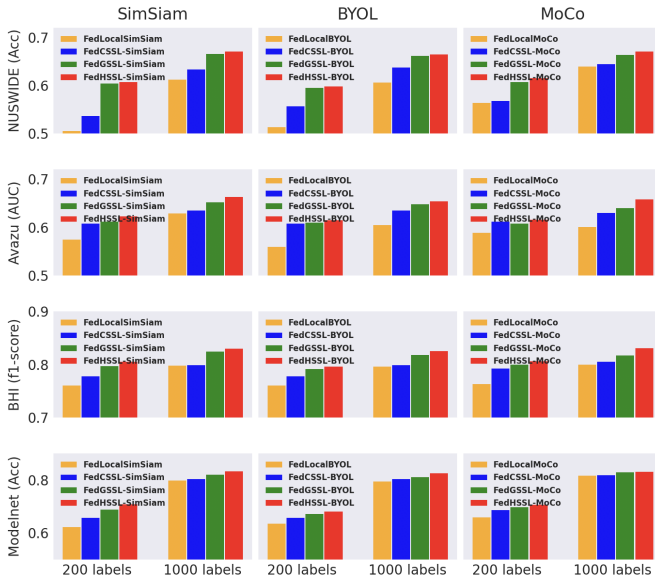 SimSiam BYOL MoCo
NUSWIDE (Acc)
0.7
0.6
0.5
FedLocalSimSiam
FedCSSL-SimSiam
FedGSSL-SimSiam
FedHSSL-SimSiam
FedLocalBYOL
FedCSSL-BYOL
FedGSSL-BYOL
FedHSSL-BYOL
FedLocalMoCo
FedCSSL-MoCo
FedGSSL-MoCo
FedHSSL-MoCo
Avazu (AUC)
0.7
0.6
0.5
FedLocalSimSiam
FedCSSL-SimSiam
FedGSSL-SimSiam
FedHSSL-SimSiam
FedLocalBYOL
FedCSSL-BYOL
FedGSSL-BYOL
FedHSSL-BYOL
FedLocalMoCo
FedCSSL-MoCo
FedGSSL-MoCo
FedHSSL-MoCo
BHI (f1-score)
0.9
0.8
0.7
FedLocalSimSiam
FedCSSL-SimSiam
FedGSSL-SimSiam
FedHSSL-SimSiam
FedLocalBYOL
FedCSSL-BYOL
FedGSSL-BYOL
FedHSSL-BYOL
FedLocalMoCo
FedCSSL-MoCo
FedGSSL-MoCo
FedHSSL-MoCo
Modelnet (Acc)
0.8
0.6
FedLocalSimSiam
FedCSSL-SimSiam
FedGSSL-SimSiam
FedHSSL-SimSiam
FedLocalBYOL
FedCSSL-BYOL
FedGSSL-BYOL
FedHSSL-BYOL
FedLocalMoCo
FedCSSL-MoCo
FedGSSL-MoCo
FedHSSL-MoCo
200 labels 1000 labels 200 labels 1000 labels 200 labels 1000 labels